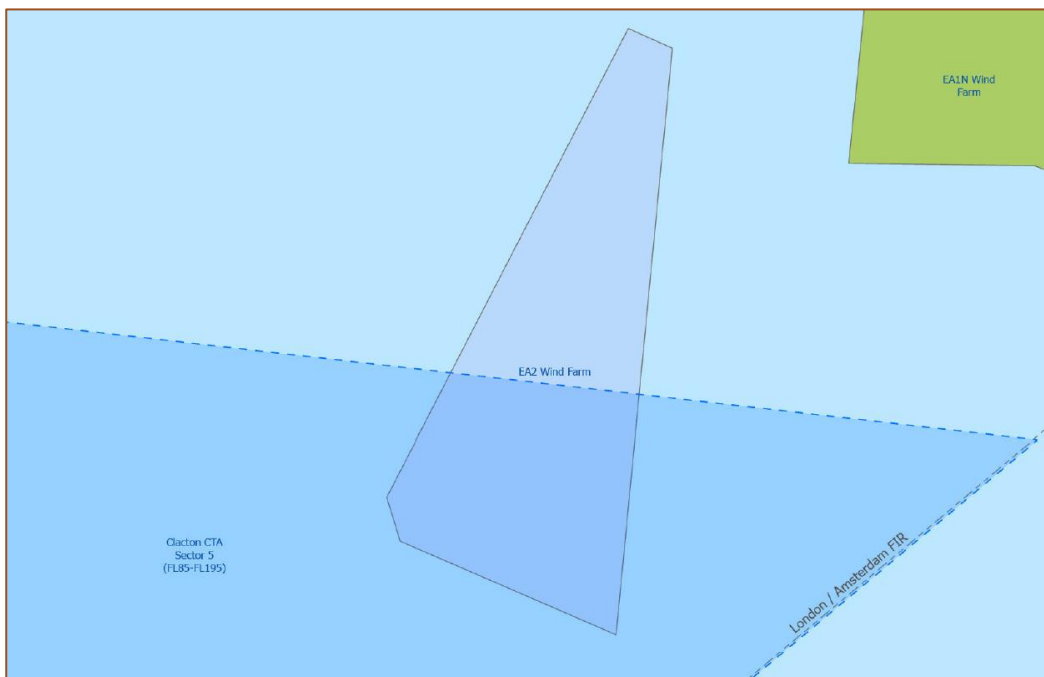 EA1N Wind
Farm
EA2 Wind Farm
Clacton CTA
Sector 5
(FL85-FL195)
London / Amsterdam FIR